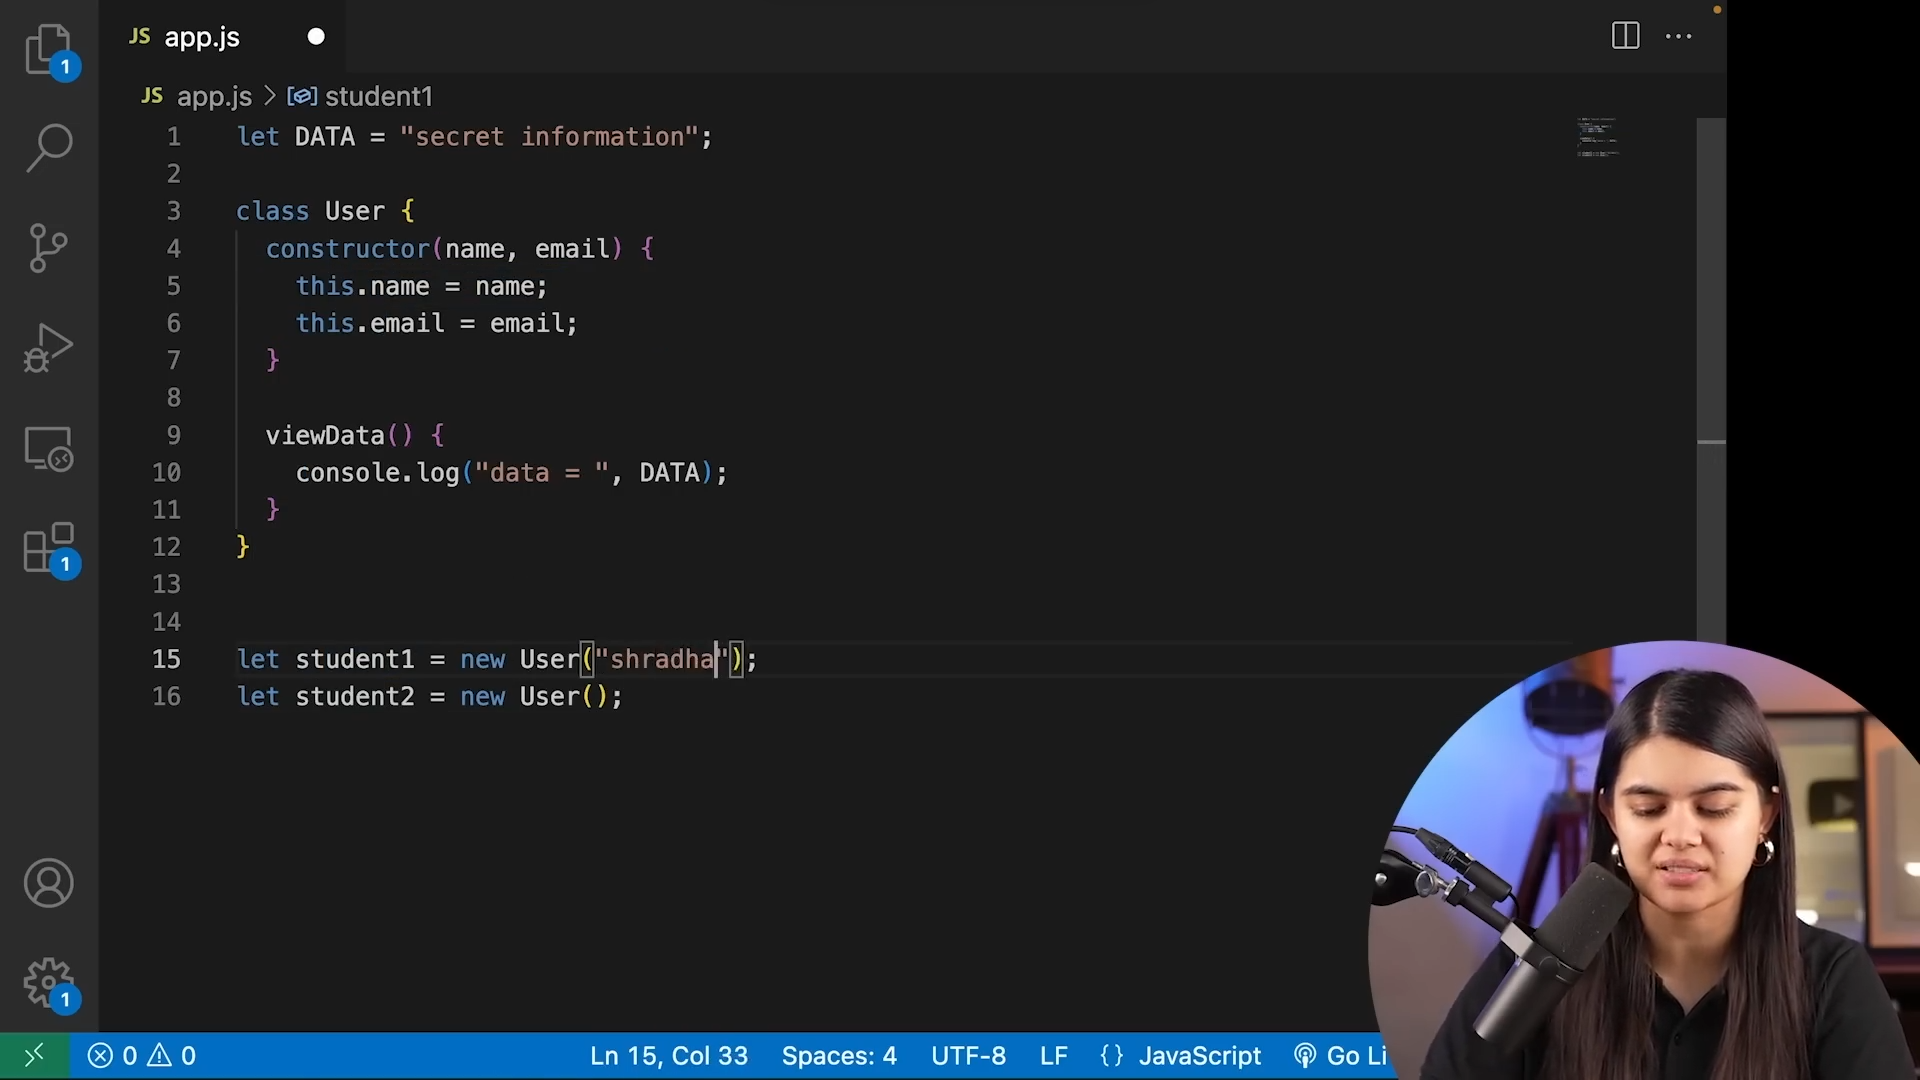 JS app.js
JS app.js > student1
1 let DATA = "secret information";
2
3 class User {
4 constructor(name, email) {
5 this.name = name;
6 this.email = email;
7 }
8
9 viewData() {
10 console.log("data = ", DATA);
11 }
12 }
13
14
15 let student1 = new User("shradha");
16 let student2 = new User();
1
1
1
0 0 Ln 15, Col 33 Spaces: 4 UTF-8 LF {} JavaScript Go Li